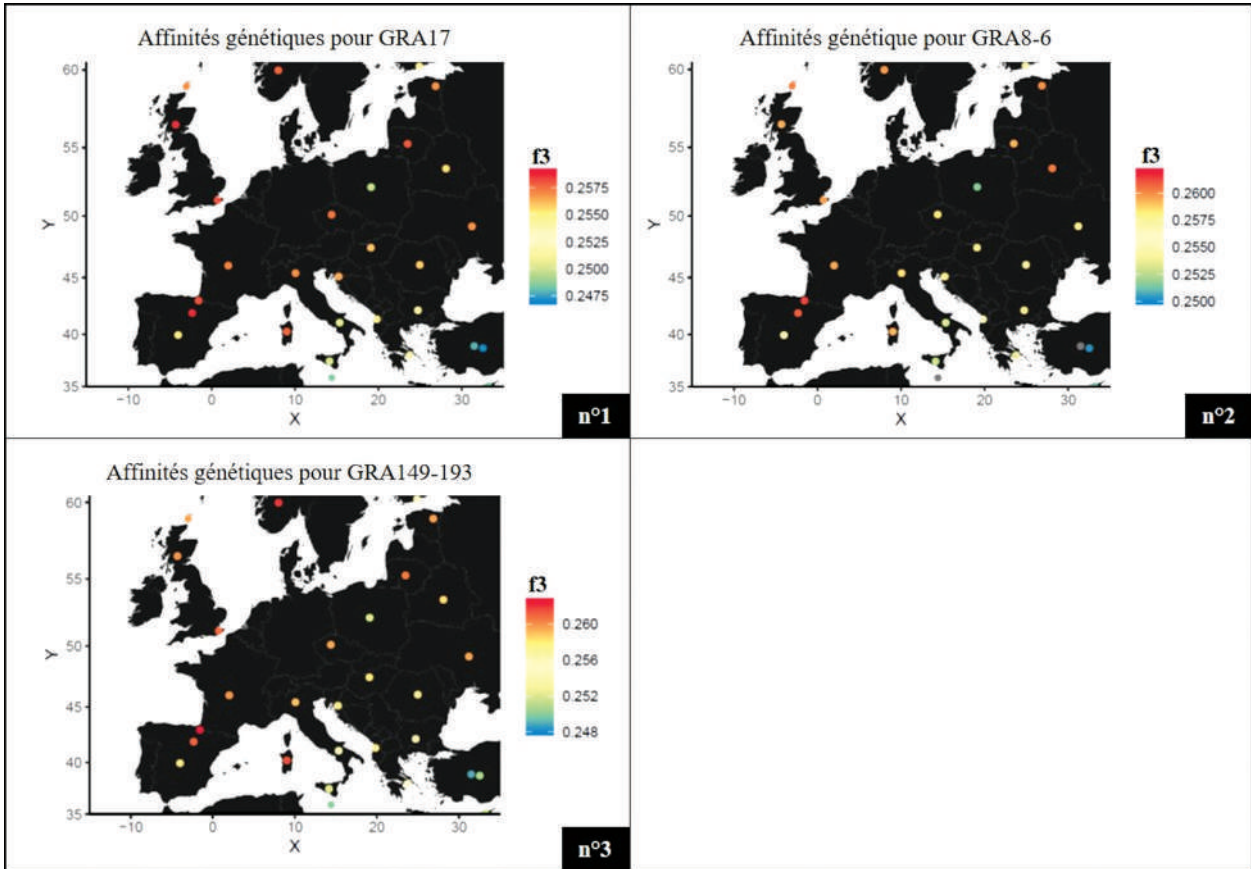 Affinités génétiques pour GRA17
60
55
50
45
40
35
Y
−10 0 10 20 30
X
f3
0.2575
0.2550
0.2525
0.2500
0.2475
n°1
Affinités génétique pour GRA8-6
60
55
50
45
40
35
Y
−10 0 10 20 30
X
f3
0.2600
0.2575
0.2550
0.2525
0.2500
n°2
Affinités génétiques pour GRA149-193
60
55
50
45
40
35
Y
−10 0 10 20 30
X
f3
0.260
0.256
0.252
0.248
n°3